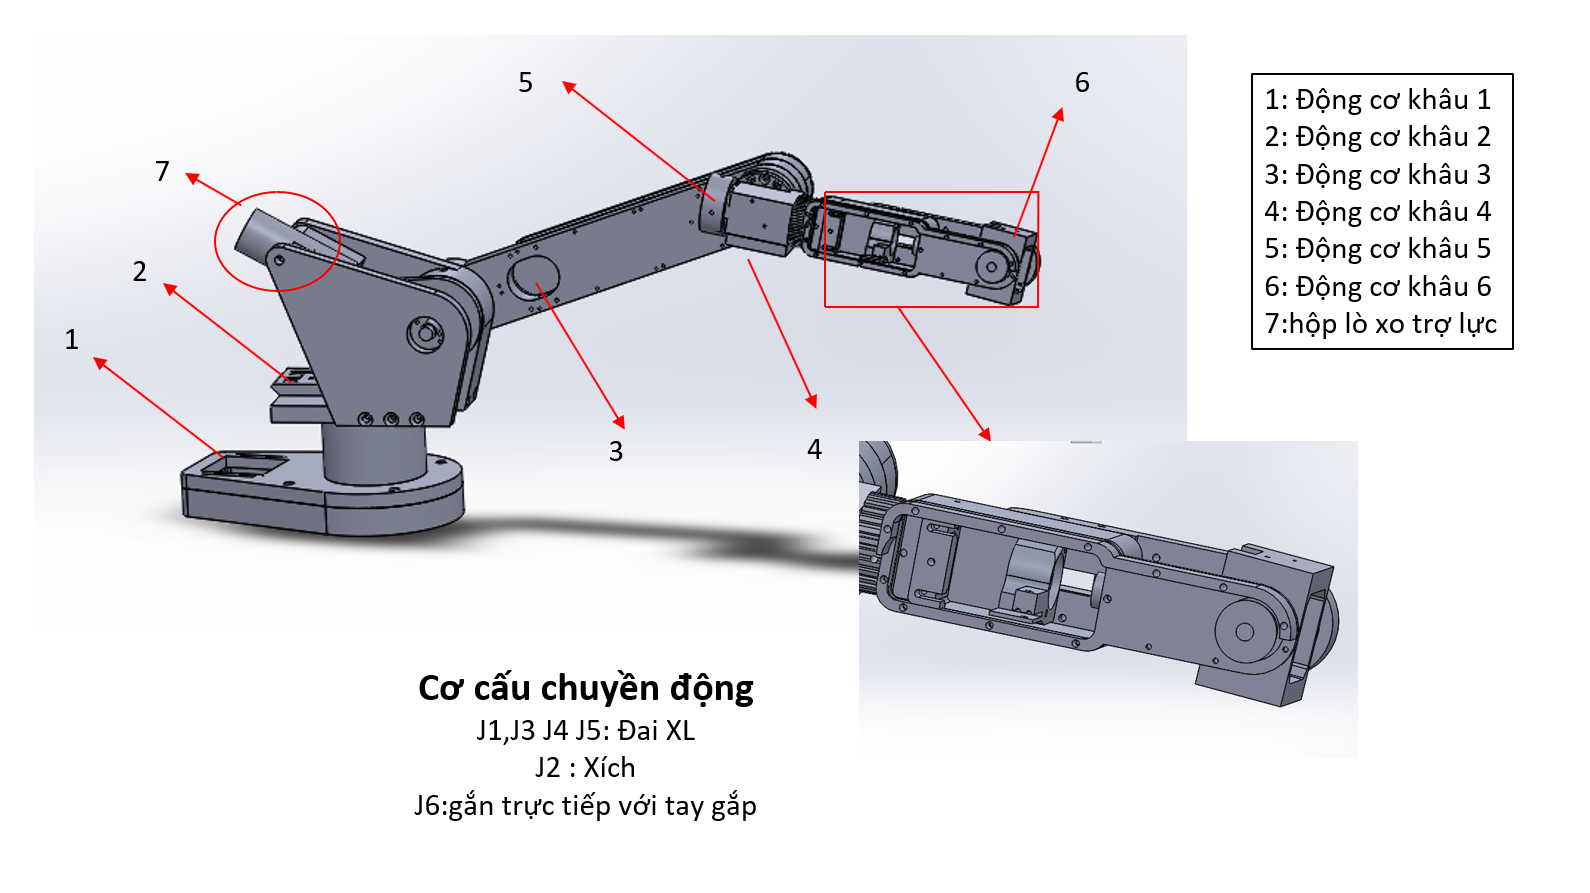 5
6
7
2
1
3
4
1: Động cơ khâu 1
2: Động cơ khâu 2
3: Động cơ khâu 3
4: Động cơ khâu 4
5: Động cơ khâu 5
6: Động cơ khâu 6
7:hộp lò xo trợ lực
Cơ cấu chuyền động
J1,J3 J4 J5: Đai XL
J2 : Xích
J6:gắn trực tiếp với tay gắp